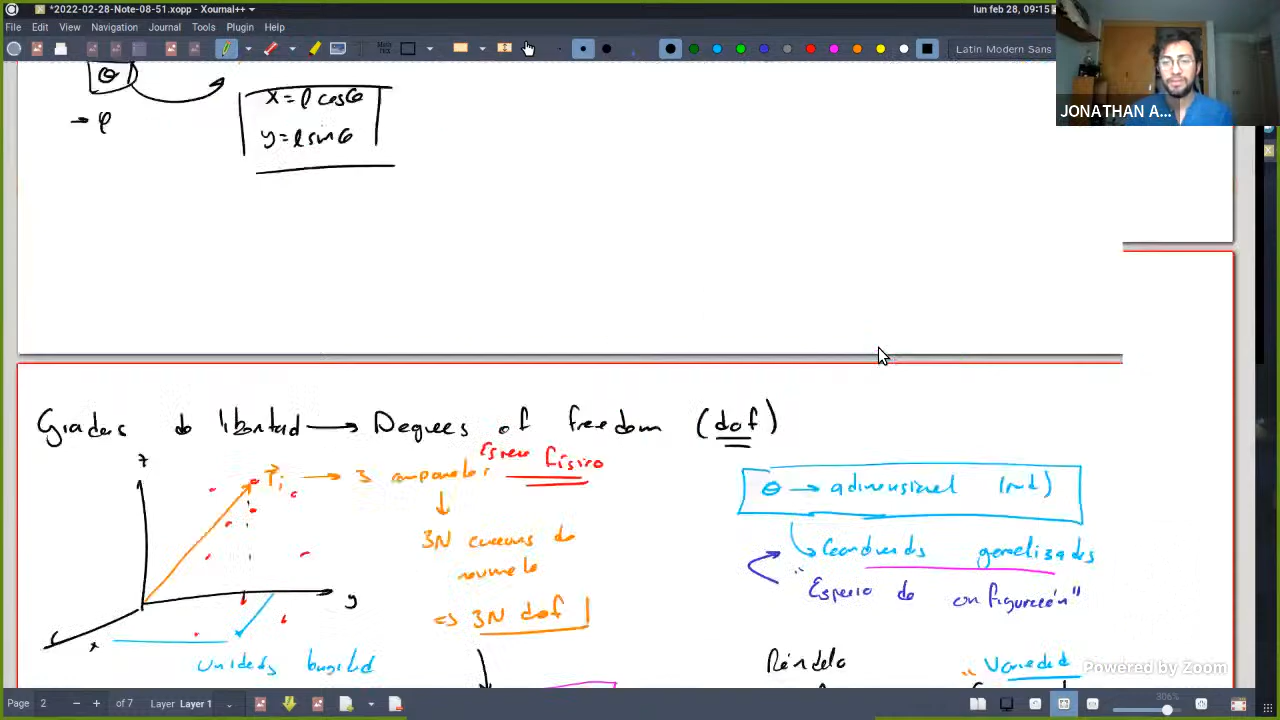 *2022-02-28-Note-08-51.xopp - Xournal++
lun feb 28, 09:15
File Edit View Navigation Journal Tools Plugin Help
Latin Modern Sans
JONATHAN A...
θ
x = ℓ cosθ
→ ℓ
y = ℓ sinθ
Grados de libertad → Degrees of freedom (dof)
Espacio físico
z
r⃗i → 3 componentes
θ → adimensional (rad)
3N ecuaciones de
Coordenadas generalizadas
movimiento
"Espacio de configuración"
y
⇒ 3N dof
x
Unidades longitud
Péndulo
"Variedad
Powered by Zoom
Page 2 of 7 Layer Layer 1
306%